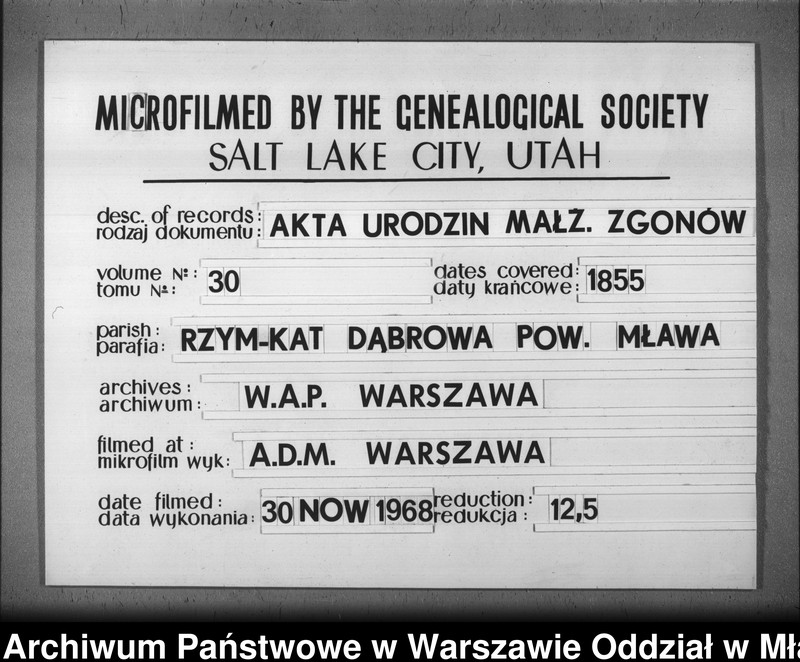 MICROFILMED BY THE GENEALOGICAL SOCIETY
SALT LAKE CITY, UTAH
desc. of records:
rodzaj dokumentu: AKTA URODZIN MAŁŻ. ZGONÓW
volume №:
tomu №: 30
dates covered:
daty krańcowe: 1855
parish:
parafia: RZYM-KAT DĄBROWA POW. MŁAWA
archives:
archiwum: W.A.P. WARSZAWA
filmed at:
mikrofilm wyk: A.D.M. WARSZAWA
date filmed:
data wykonania: 30 NOW 1968
reduction:
redukcja: 12,5
Archiwum Państwowe w Warszawie Oddział w Mła